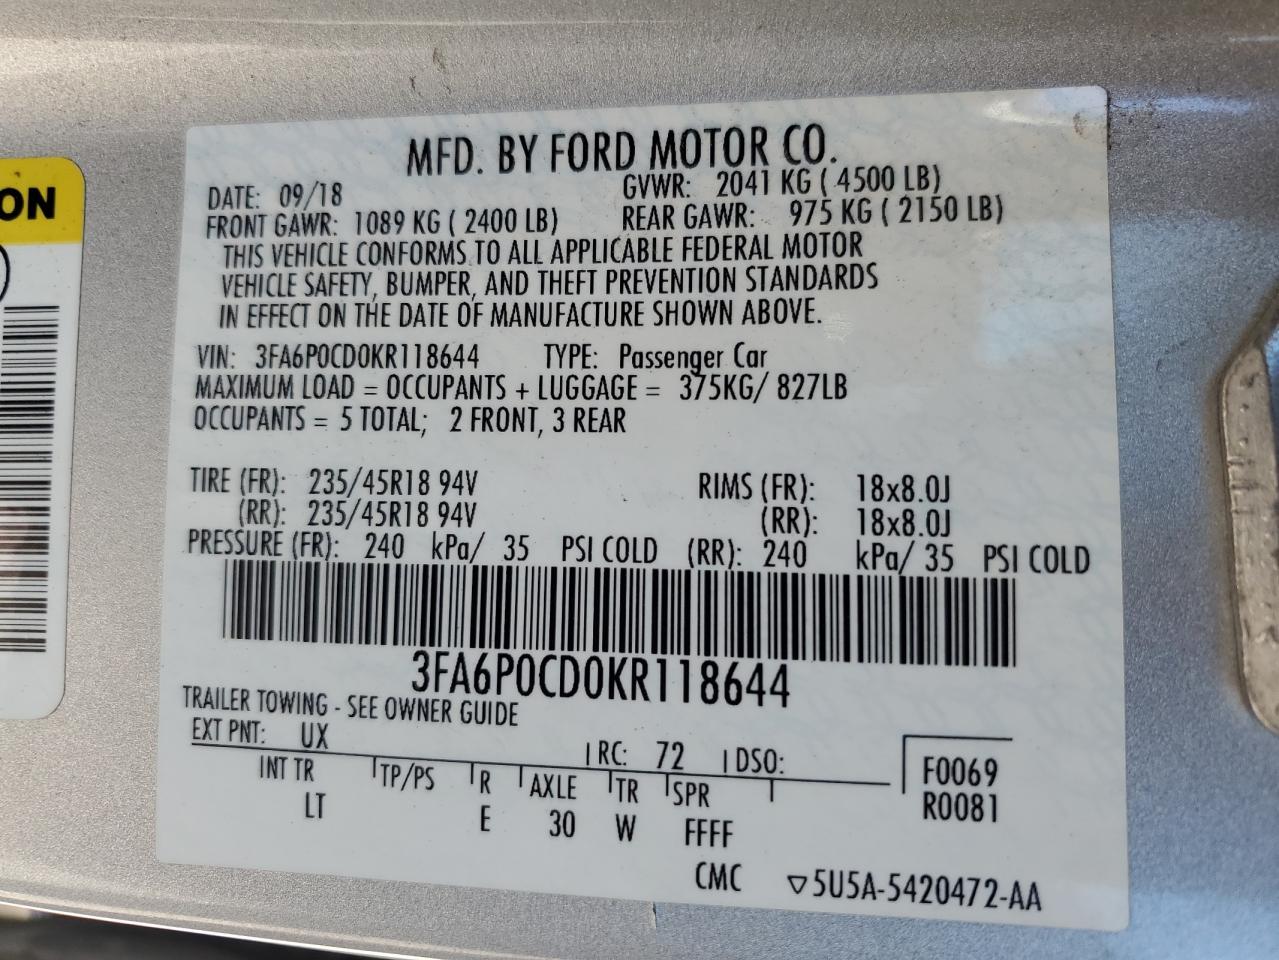 ON
MFD. BY FORD MOTOR CO.
DATE: 09/18 GVWR: 2041 KG ( 4500 LB)
FRONT GAWR: 1089 KG ( 2400 LB) REAR GAWR: 975 KG ( 2150 LB)
THIS VEHICLE CONFORMS TO ALL APPLICABLE FEDERAL MOTOR
VEHICLE SAFETY, BUMPER, AND THEFT PREVENTION STANDARDS
IN EFFECT ON THE DATE OF MANUFACTURE SHOWN ABOVE.
VIN: 3FA6P0CD0KR118644 TYPE: Passenger Car
MAXIMUM LOAD = OCCUPANTS + LUGGAGE = 375KG/ 827LB
OCCUPANTS = 5 TOTAL; 2 FRONT, 3 REAR
TIRE (FR): 235/45R18 94V RIMS (FR): 18x8.0J
(RR): 235/45R18 94V (RR): 18x8.0J
PRESSURE (FR): 240 kPa/ 35 PSI COLD (RR): 240 kPa/ 35 PSI COLD
3FA6P0CD0KR118644
TRAILER TOWING - SEE OWNER GUIDE
EXT PNT: UX RC: 72 DSO:
INT TR TP/PS R AXLE TR SPR F0069
LT E 30 W FFFF R0081
CMC ▽5U5A-5420472-AA